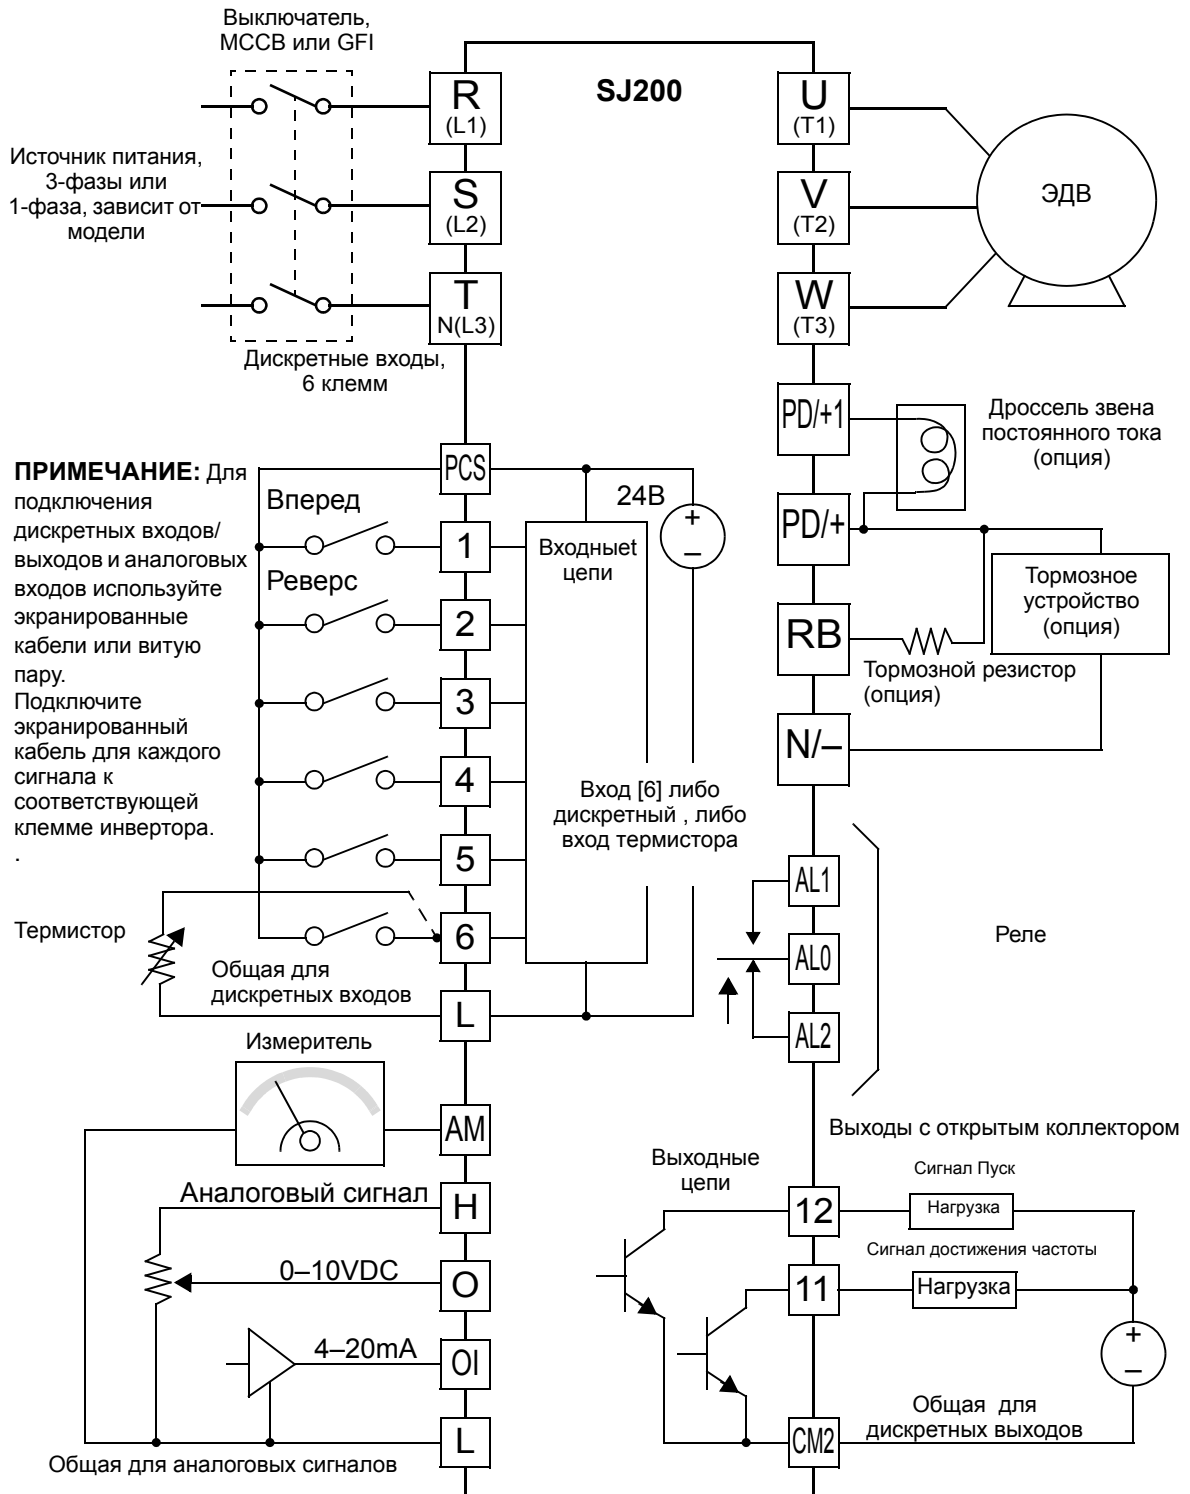 Выключатель,
MCCB или GFI
SJ200
R
(L1)
U
(T1)
Источник питания,
3-фазы или
1-фаза, зависит от
модели
S
(L2)
V
(T2)
ЭДВ
T
N(L3)
W
(T3)
Дискретные входы,
6 клемм
PD/+1
Дроссель звена
постоянного тока
(опция)
ПРИМЕЧАНИЕ: Для
подключения
дискретных входов/
выходов и аналоговых
входов используйте
экранированные
кабели или витую
пару.
Подключите
экранированный
кабель для каждого
сигнала к
соответствующей
клемме инвертора.
.
PCS
24В
+
–
Вперед
1
Входныеt
цепи
PD/+
Реверс
2
Тормозное
устройство
(опция)
RB
Тормозной резистор
(опция)
3
N/–
4
Вход [6] либо
дискретный , либо
вход термистора
5
AL1
Термистор
6
AL0
Реле
Общая для
дискретных входов
L
AL2
Измеритель
AM
Выходы с открытым коллектором
Выходные
цепи
Сигнал Пуск
Аналоговый сигнал
H
12
Нагрузка
Сигнал достижения частоты
0–10VDC
O
11
Нагрузка
+
–
4–20mA
OI
Общая для
дискретных выходов
L
CM2
Общая для аналоговых сигналов